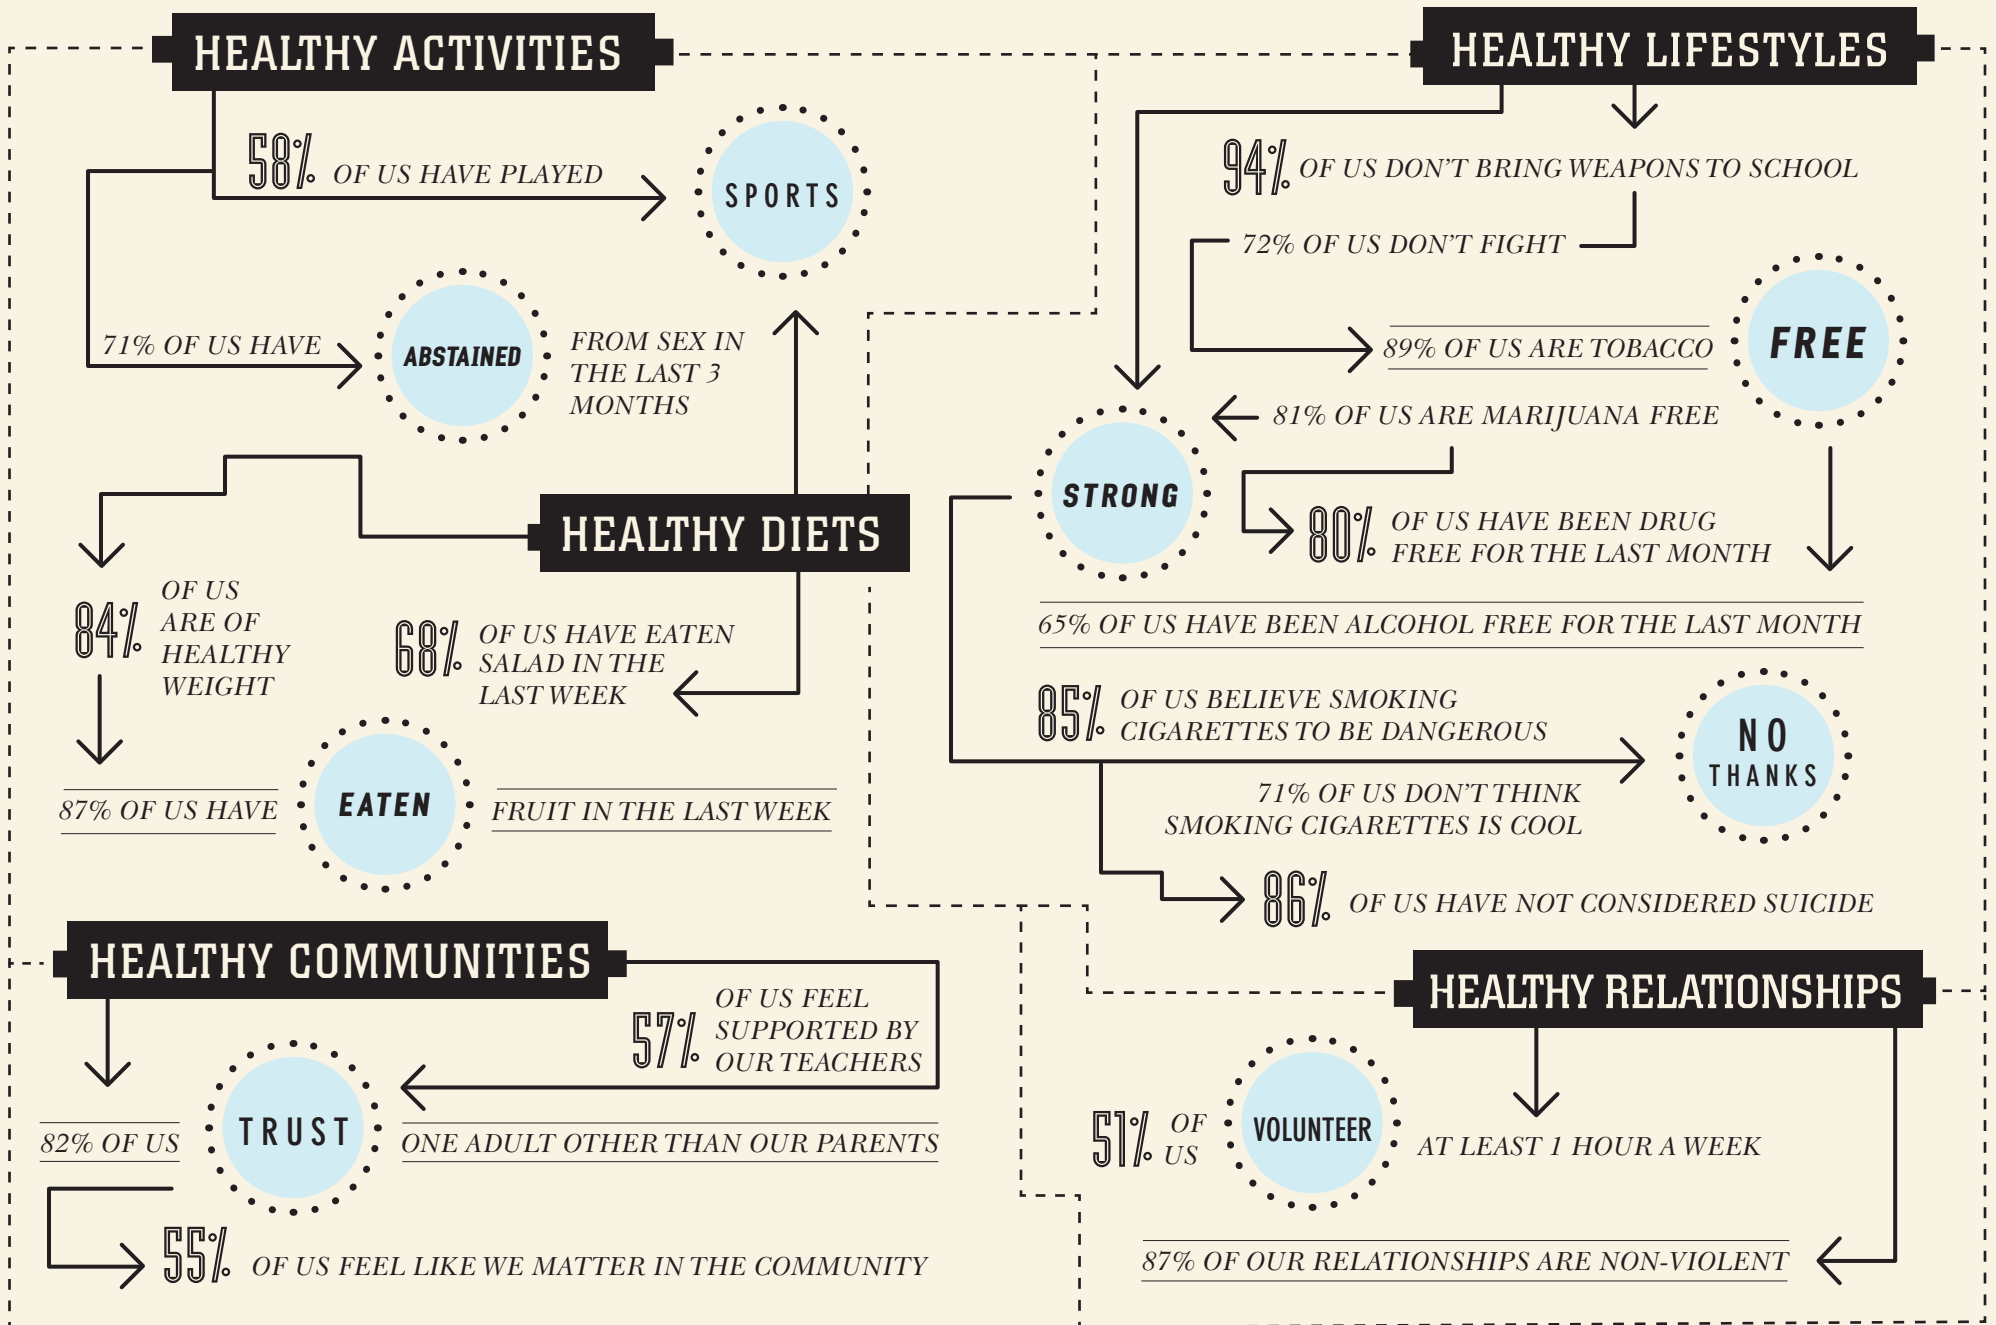 HEALTHY ACTIVITIES
58% OF US HAVE PLAYED
SPORTS
71% OF US HAVE
ABSTAINED
FROM SEX IN
THE LAST 3
MONTHS
HEALTHY DIETS
84%
OF US
ARE OF
HEALTHY
WEIGHT
68%
OF US HAVE EATEN
SALAD IN THE
LAST WEEK
87% OF US HAVE
EATEN
FRUIT IN THE LAST WEEK
HEALTHY COMMUNITIES
57%
OF US FEEL
SUPPORTED BY
OUR TEACHERS
82% OF US
TRUST
ONE ADULT OTHER THAN OUR PARENTS
55% OF US FEEL LIKE WE MATTER IN THE COMMUNITY
HEALTHY LIFESTYLES
94% OF US DON'T BRING WEAPONS TO SCHOOL
72% OF US DON'T FIGHT
89% OF US ARE TOBACCO
FREE
81% OF US ARE MARIJUANA FREE
STRONG
80%
OF US HAVE BEEN DRUG
FREE FOR THE LAST MONTH
65% OF US HAVE BEEN ALCOHOL FREE FOR THE LAST MONTH
85%
OF US BELIEVE SMOKING
CIGARETTES TO BE DANGEROUS
NO
THANKS
71% OF US DON'T THINK
SMOKING CIGARETTES IS COOL
86% OF US HAVE NOT CONSIDERED SUICIDE
HEALTHY RELATIONSHIPS
51%
OF
US
VOLUNTEER
AT LEAST 1 HOUR A WEEK
87% OF OUR RELATIONSHIPS ARE NON-VIOLENT